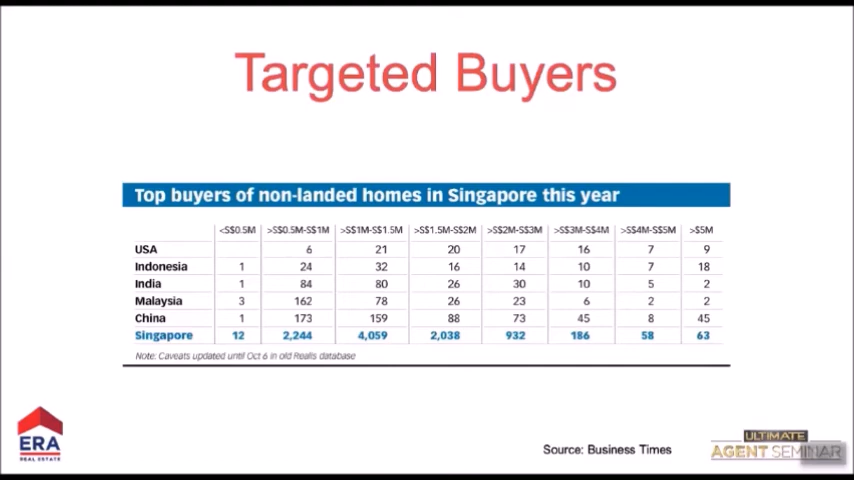 Targeted Buyers
Top buyers of non-landed homes in Singapore this year
<S$0.5M >S$0.5M-S$1M >S$1M-S$1.5M >S$1.5M-S$2M >S$2M-S$3M >S$3M-S$4M >S$4M-S$5M >$5M
USA 6 21 20 17 16 7 9
Indonesia 1 24 32 16 14 10 7 18
India 1 84 80 26 30 10 5 2
Malaysia 3 162 78 26 23 6 2 2
China 1 173 159 88 73 45 8 45
Singapore 12 2,244 4,059 2,038 932 186 58 63
Note: Caveats updated until Oct 6 in old Realis database
ERA
REAL ESTATE
Source: Business Times
ULTIMATE
AGENT SEMINAR